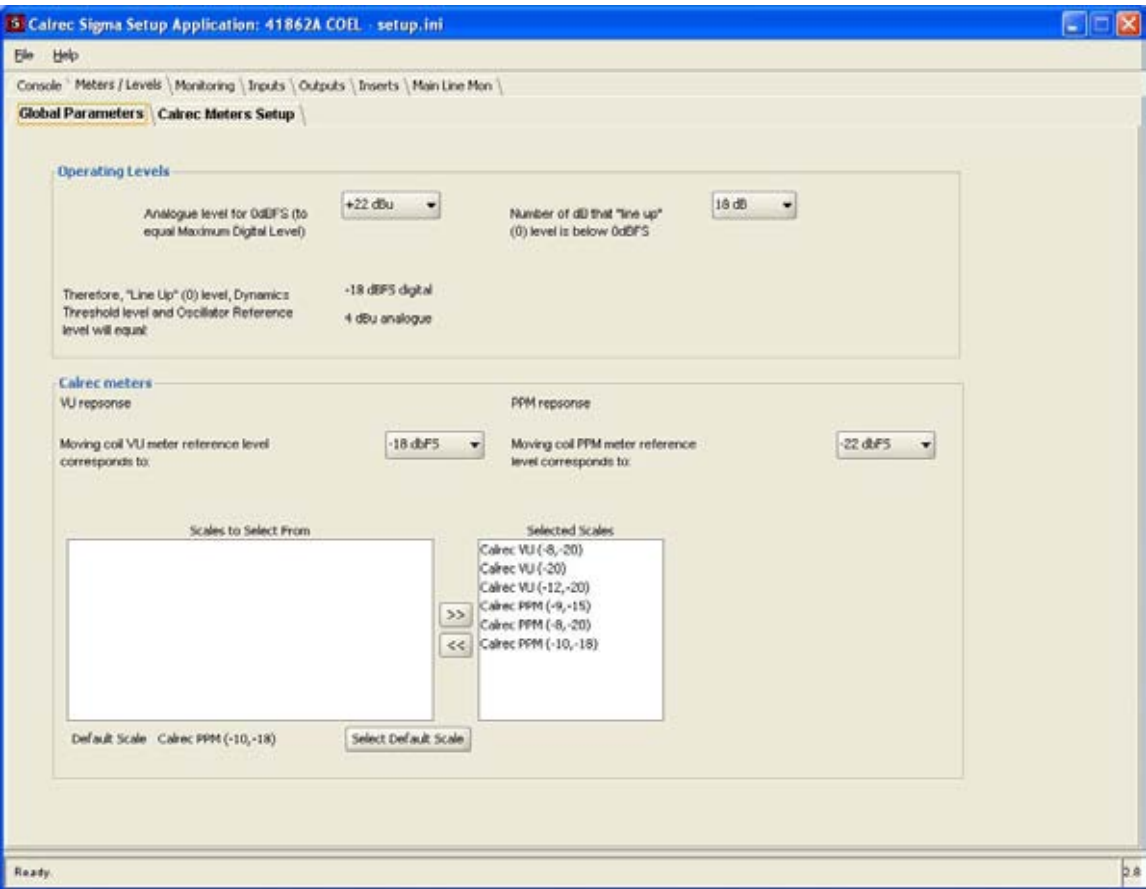 Calrec Sigma Setup Application: 41862A COEL - setup.ini
File Help
Console Meters / Levels Monitoring Inputs Outputs Inserts Main Line Mon
Global Parameters Calrec Meters Setup
Operating Levels
Analogue level for 0dBFS (to
equal Maximum Digital Level)
+22 dBu
Number of dB that "line up"
(0) level is below 0dBFS
18 dB
Therefore, "Line Up" (0) level, Dynamics
Threshold level and Oscillator Reference
level will equal:
-18 dBFS digital
4 dBu analogue
Calrec meters
VU repsonse
PPM repsonse
Moving coil VU meter reference level
corresponds to:
-18 dbFS
Moving coil PPM meter reference
level corresponds to:
-22 dbFS
Scales to Select From
Selected Scales
Calrec VU (-8,-20)
Calrec VU (-20)
Calrec VU (-12,-20)
Calrec PPM (-9,-15)
Calrec PPM (-8,-20)
Calrec PPM (-10,-18)
>>
<<
Default Scale Calrec PPM (-10,-18)
Select Default Scale
Ready.
2.8